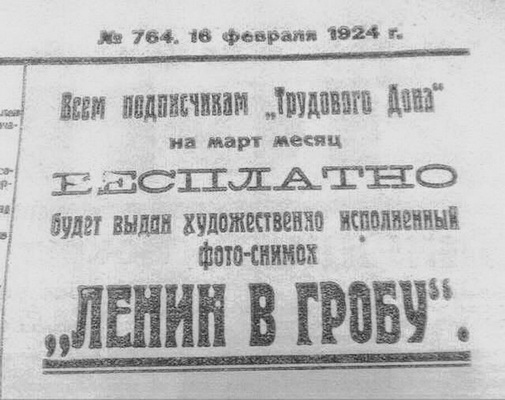 № 764. 16 февраля 1924 г.
Всем подписчикам „Трудового Дона“
на март месяц
БЕСПЛАТНО
будет выдан художественно исполненный
фото-снимок
„ЛЕНИН В ГРОБУ“.